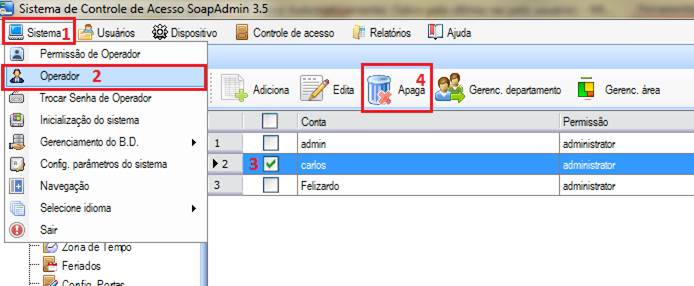 Sistema de Controle de Acesso SoapAdmin 3.5
Sistema 1 Usuários Dispositivo Controle de acesso Relatórios Ajuda
Permissão de Operador
Operador 2
Trocar Senha de Operador
Inicialização do sistema
Gerenciamento do B.D.
Config. parâmetros do sistema
Navegação
Selecione idioma
Sair
Adiciona Edita Apaga 4 Gerenc. departamento Gerenc. área
Conta Permissão
1 admin administrator
2 3 carlos administrator
3 Felizardo administrator
Zona de Tempo
Feriados
Config. Portas